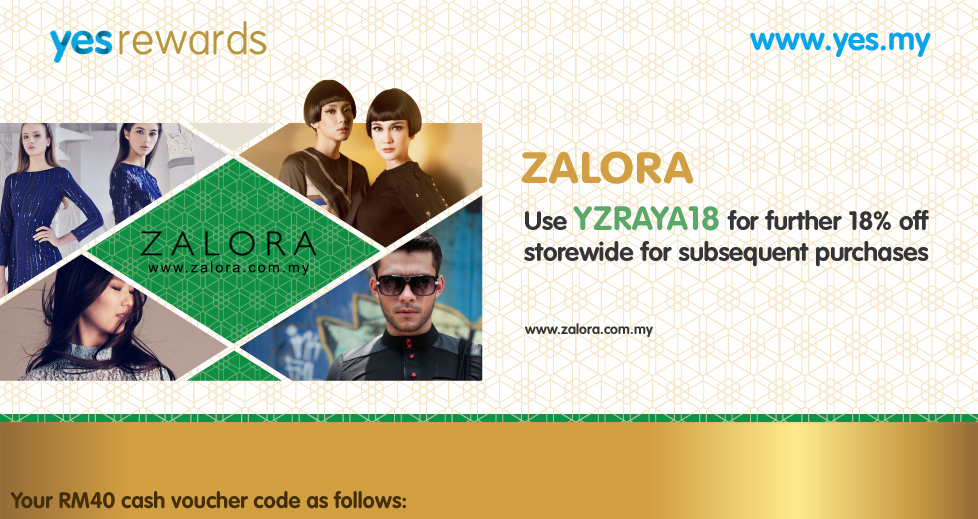 yesrewards
www.yes.my
ZALORA
www.zalora.com.my
ZALORA
Use YZRAYA18 for further 18% off
storewide for subsequent purchases
www.zalora.com.my
Your RM40 cash voucher code as follows: